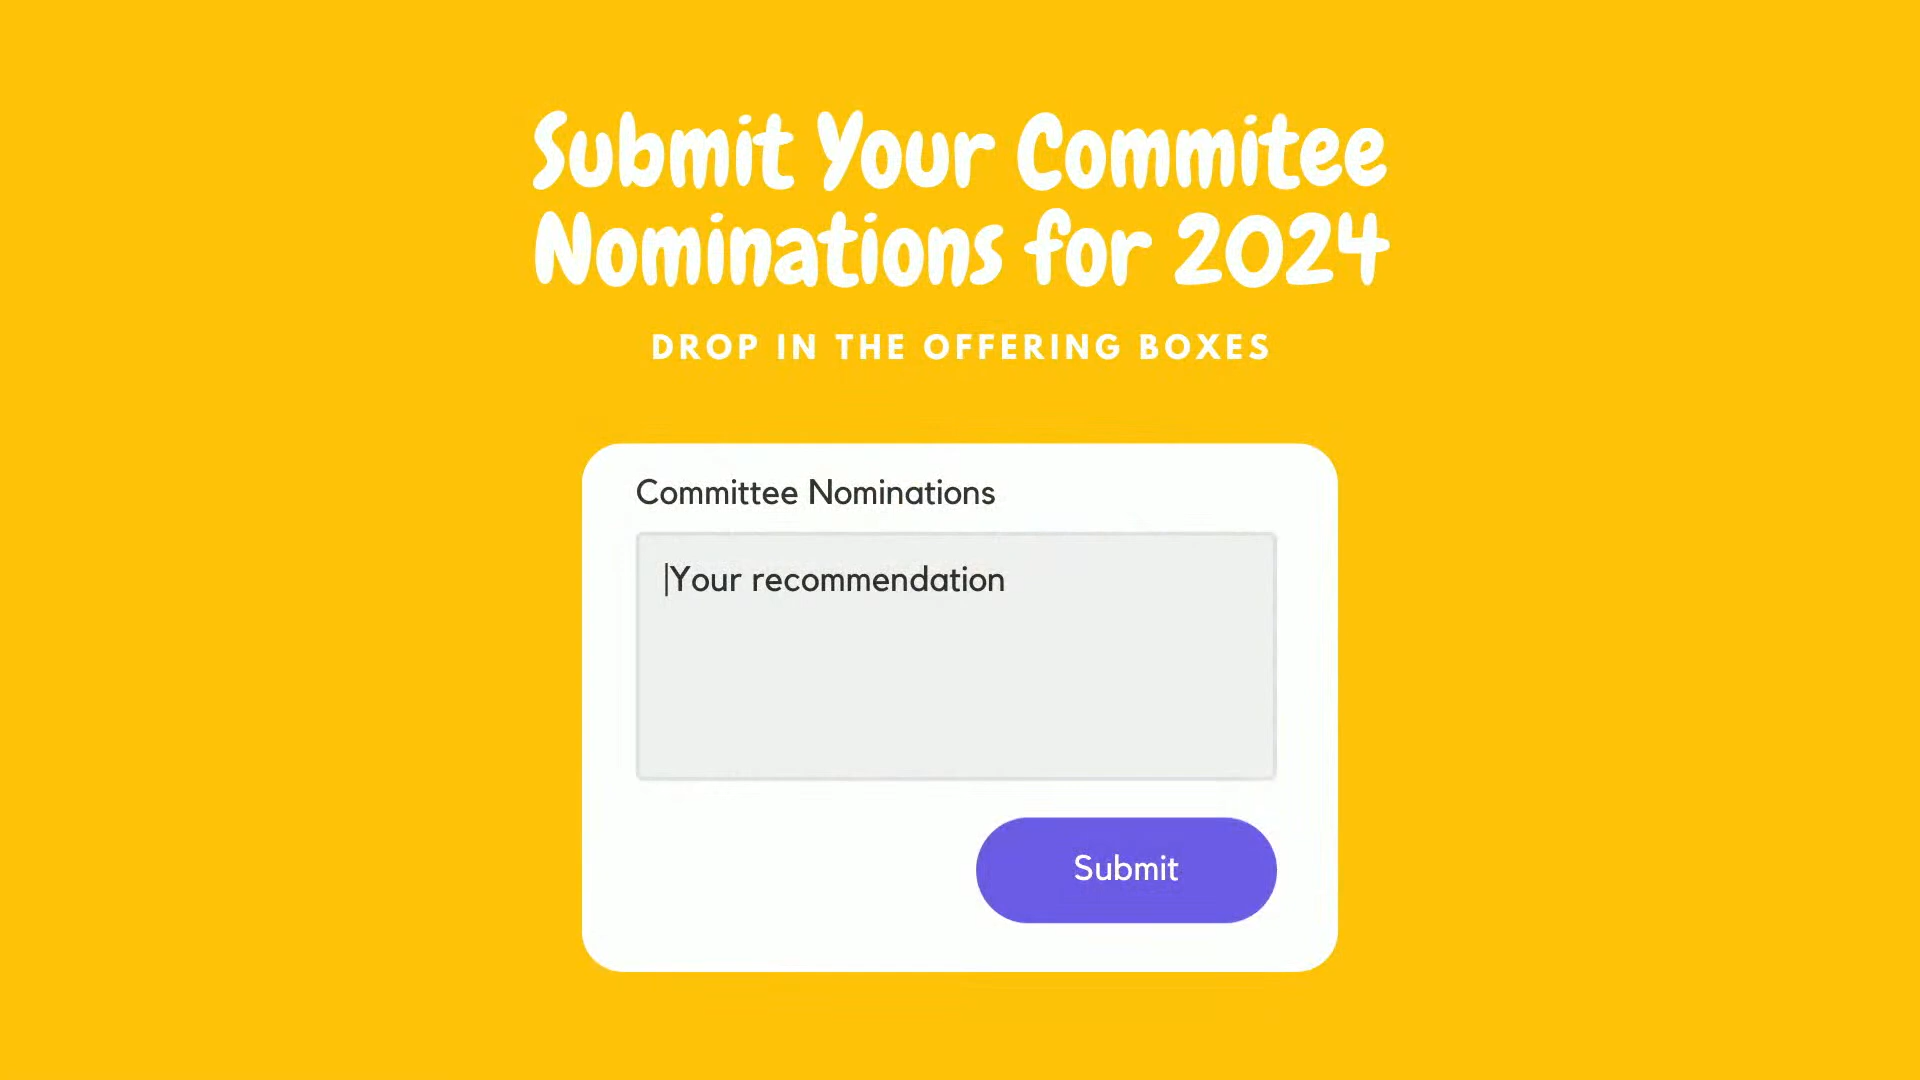 Submit Your Commitee
Nominations for 2024
DROP IN THE OFFERING BOXES
Committee Nominations
Your recommendation
Submit